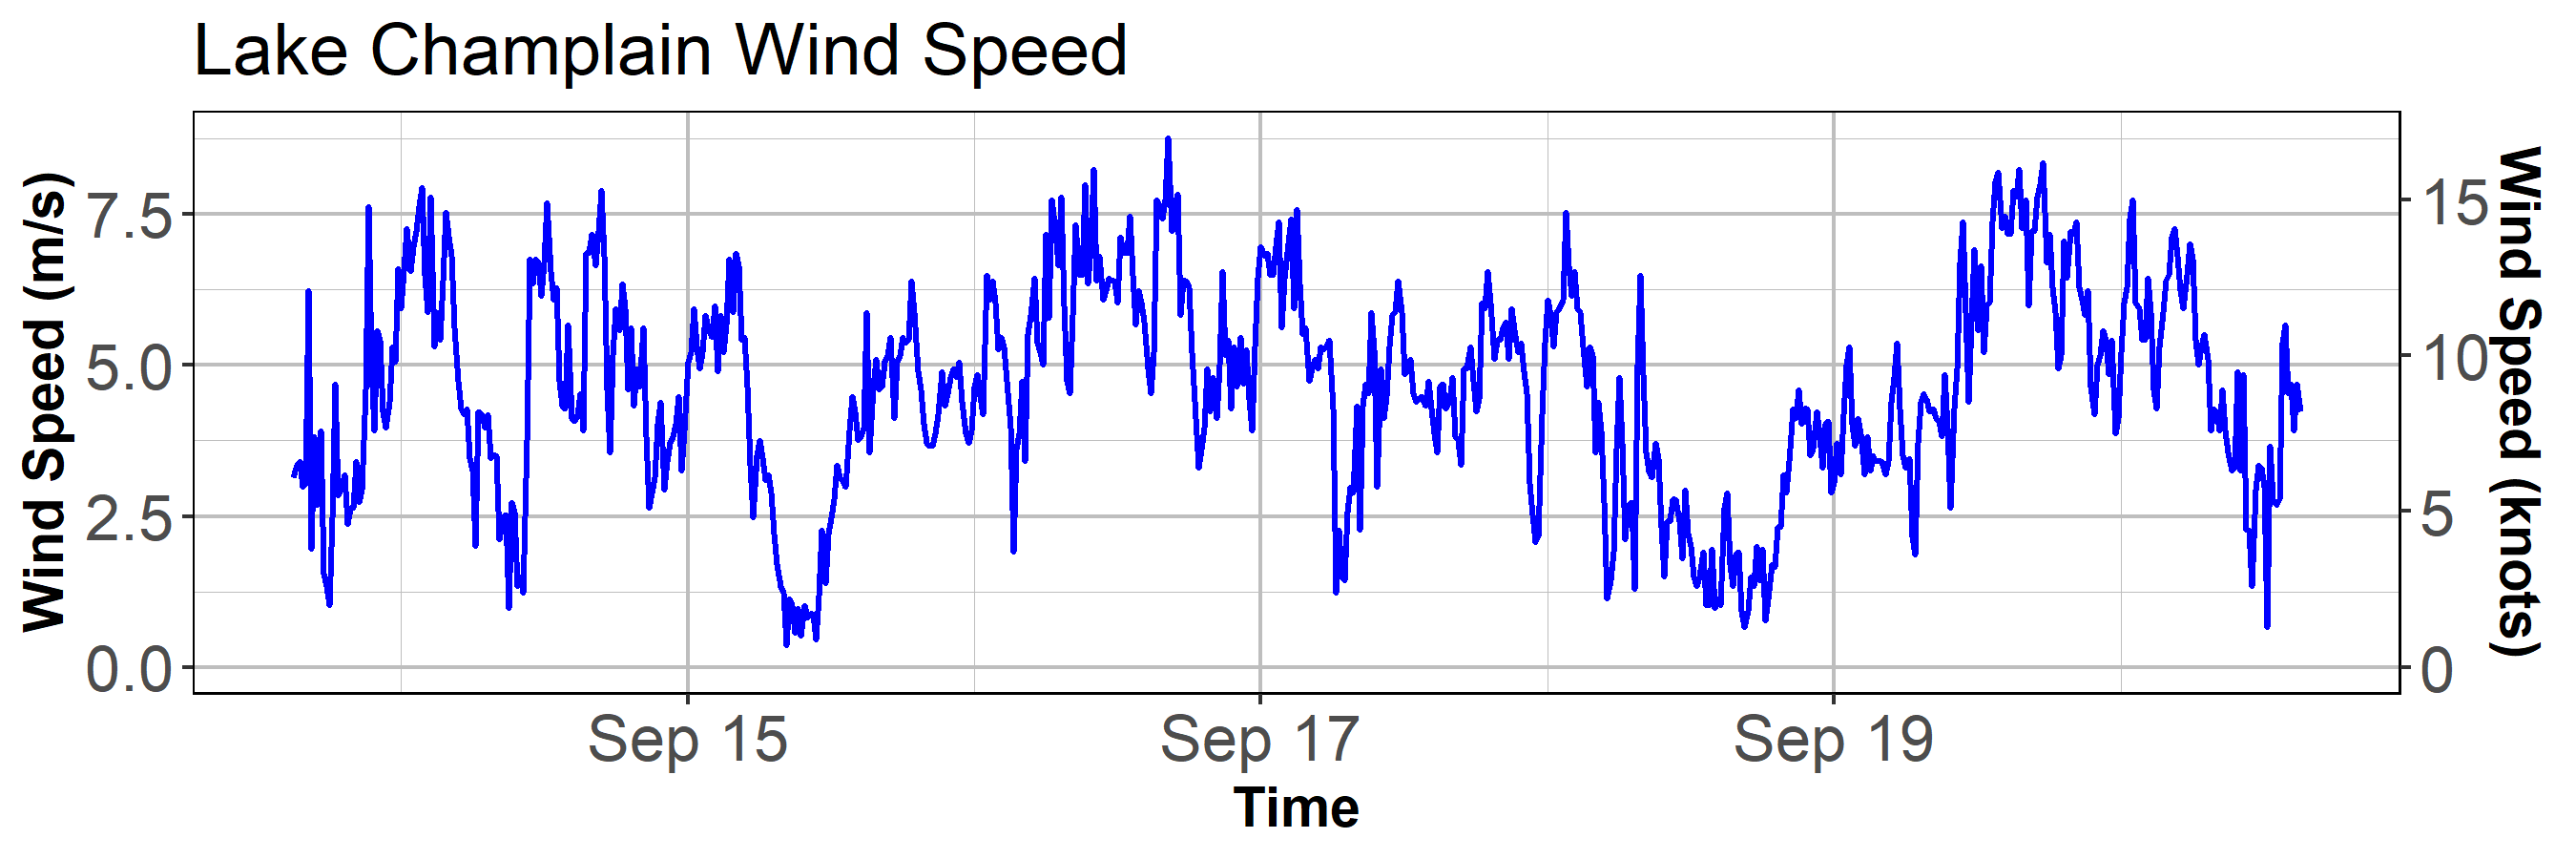 Lake Champlain Wind Speed
Wind Speed (m/s)
7.5
5.0
2.5
0.0
15
10
5
0
Wind Speed (knots)
Sep 15
Sep 17
Sep 19
Time